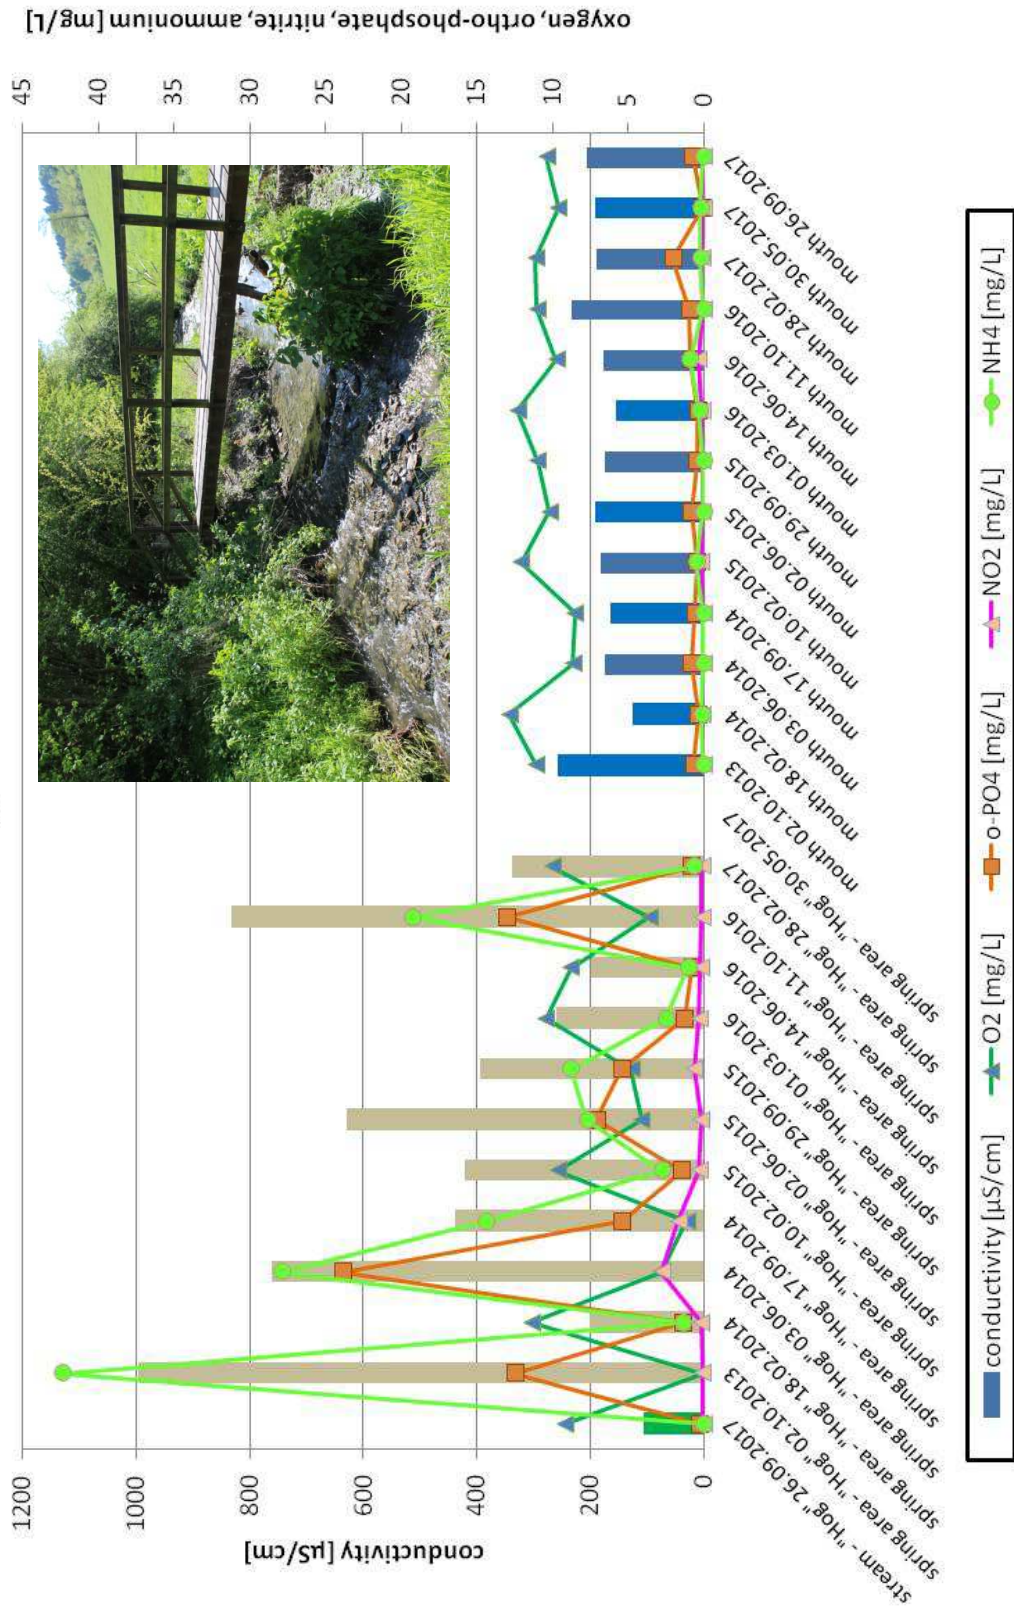 oxygen, ortho-phosphate, nitrite, ammonium [mg/L]
45
40
35
30
25
20
15
10
5
0
1200
1000
800
600
400
200
0
conductivity [µS/cm]
stream - "Hog" 26.09.2017
spring area - "Hog" 02.10.2013
spring area - "Hog" 18.02.2014
spring area - "Hog" 03.06.2014
spring area - "Hog" 17.09.2014
spring area - "Hog" 10.02.2015
spring area - "Hog" 02.06.2015
spring area - "Hog" 29.09.2015
spring area - "Hog" 01.03.2016
spring area - "Hog" 14.06.2016
spring area - "Hog" 11.10.2016
spring area - "Hog" 28.02.2017
spring area - "Hog" 30.05.2017
mouth 02.10.2013
mouth 18.02.2014
mouth 03.06.2014
mouth 17.09.2014
mouth 10.02.2015
mouth 02.06.2015
mouth 29.09.2015
mouth 01.03.2016
mouth 14.06.2016
mouth 11.10.2016
mouth 28.02.2017
mouth 30.05.2017
mouth 26.09.2017
conductivity [µS/cm]
O2 [mg/L]
o-PO4 [mg/L]
NO2 [mg/L]
NH4 [mg/L]